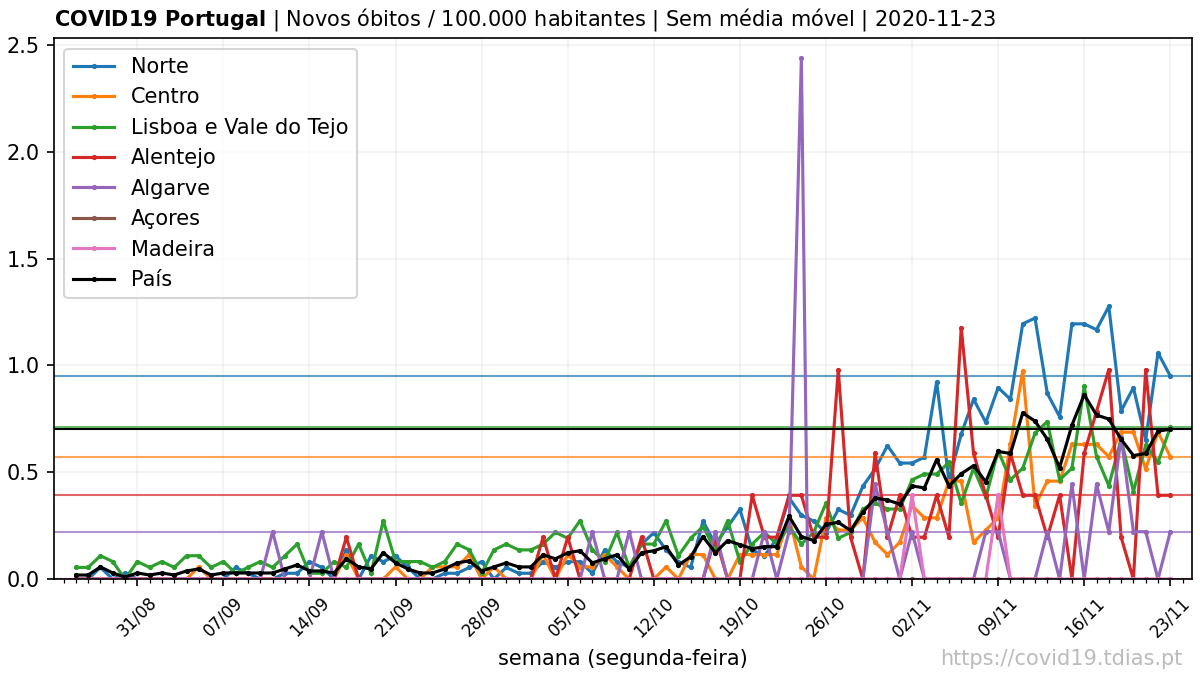 COVID19 Portugal | Novos óbitos / 100.000 habitantes | Sem média móvel | 2020-11-23
2.5
2.0
1.5
1.0
0.5
0.0
Norte
Centro
Lisboa e Vale do Tejo
Alentejo
Algarve
Açores
Madeira
País
31/08
07/09
14/09
21/09
28/09
05/10
12/10
19/10
26/10
02/11
09/11
16/11
23/11
semana (segunda-feira)
https://covid19.tdias.pt